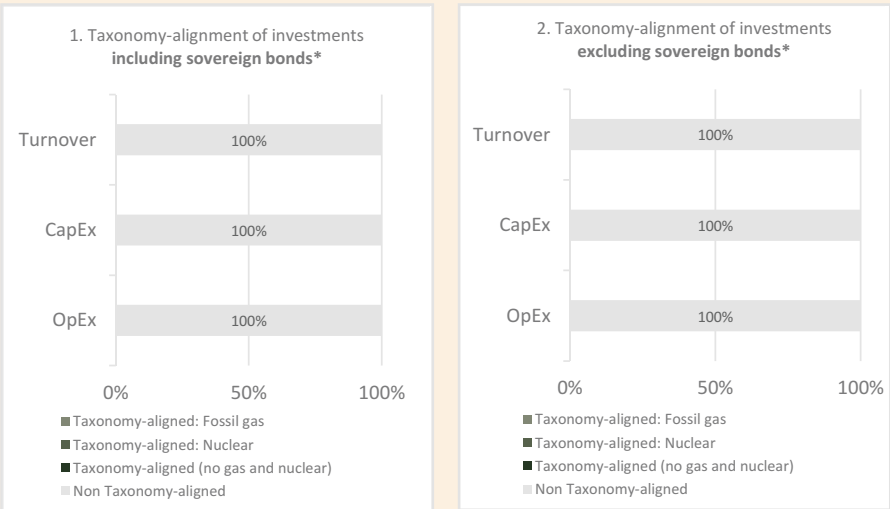 1. Taxonomy-alignment of investments
including sovereign bonds*
Turnover
100%
CapEx
100%
OpEx
100%
0%
50%
100%
Taxonomy-aligned: Fossil gas
Taxonomy-aligned: Nuclear
Taxonomy-aligned (no gas and nuclear)
Non Taxonomy-aligned
2. Taxonomy-alignment of investments
excluding sovereign bonds*
Turnover
100%
CapEx
100%
OpEx
100%
0%
50%
100%
Taxonomy-aligned: Fossil gas
Taxonomy-aligned: Nuclear
Taxonomy-aligned (no gas and nuclear)
Non Taxonomy-aligned